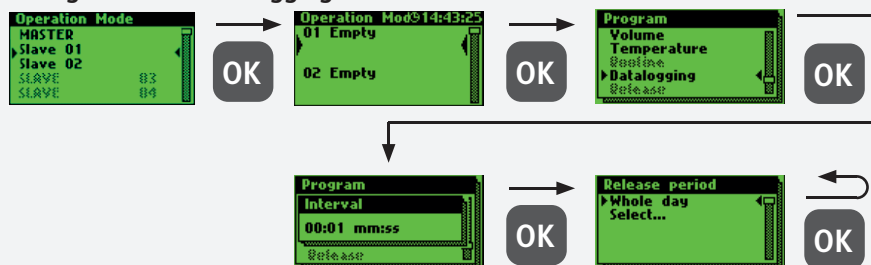 Operation Mode
MASTER
Slave 01
Slave 02
SLAVE 03
SLAVE 04
OK
Operation Mod 14:43:25
01 Empty
02 Empty
OK
Program
Volume
Temperature
Routine
Datalogging
Release
OK
Program
Interval
00:01 mm:ss
Release
OK
Release period
Whole day
Select...
OK